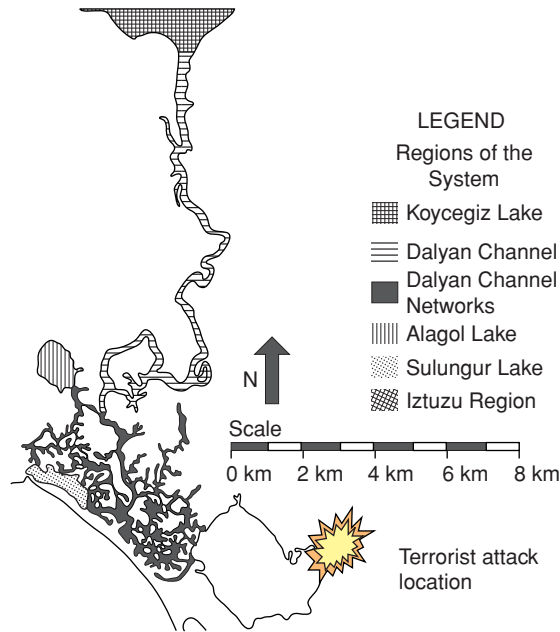 LEGEND
Regions of the
System
Koycegiz Lake
Dalyan Channel
Dalyan Channel
Networks
Alagol Lake
Sulungur Lake
Iztuzu Region
N
Scale
0 km 2 km 4 km 6 km 8 km
Terrorist attack
location